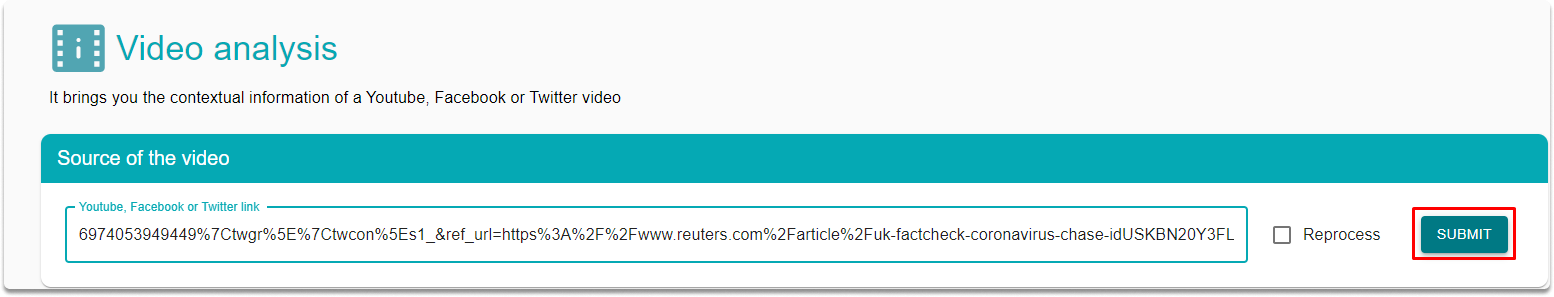 Video analysis
It brings you the contextual information of a Youtube, Facebook or Twitter video
Source of the video
Youtube, Facebook or Twitter link
6974053949449%7Ctwgr%5E%7Ctwcon%5Es1_&ref_url=https%3A%2F%2Fwww.reuters.com%2Farticle%2Fuk-factcheck-coronavirus-chase-idUSKBN20Y3FL
Reprocess
SUBMIT